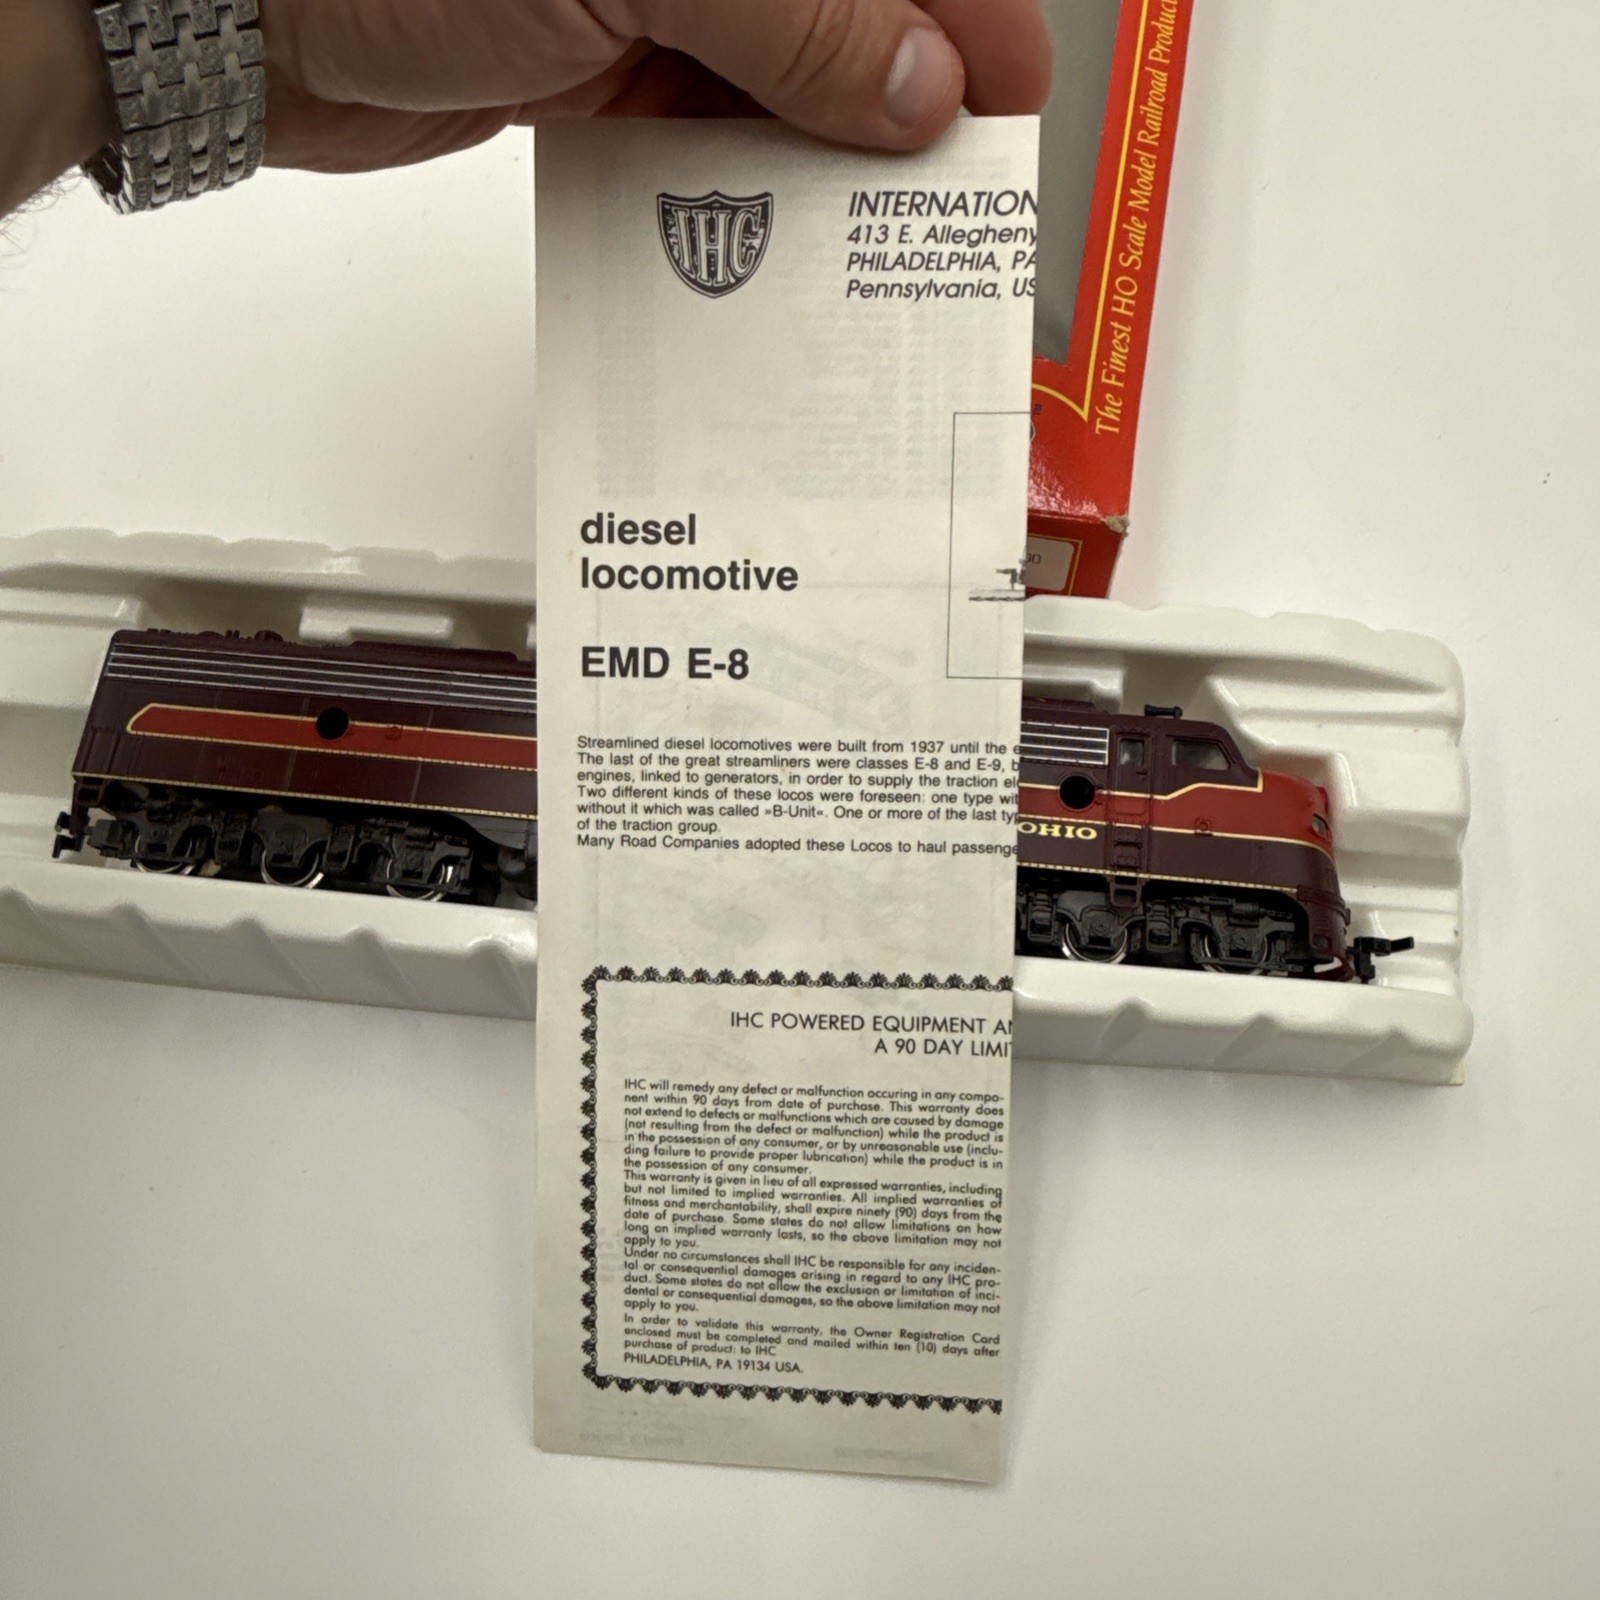 The Finest HO Scale Model Railroad Product
IHC
INTERNATION
413 E. Allegheny
PHILADELPHIA, PA
Pennsylvania, US
diesel
locomotive
EMD E-8
Streamlined diesel locomotives were built from 1937 until the e
The last of the great streamliners were classes E-8 and E-9, b
engines, linked to generators, in order to supply the traction el
Two different kinds of these locos were foreseen: one type wit
without it which was called »B-Unit«. One or more of the last typ
of the traction group.
Many Road Companies adopted these Locos to haul passenge
OHIO
IHC POWERED EQUIPMENT AN
A 90 DAY LIMIT
IHC will remedy any defect or malfunction occuring in any compo-
nent within 90 days from date of purchase. This warranty does
not extend to defects or malfunctions which are caused by damage
(not resulting from the defect or malfunction) while the product is
in the possession of any consumer, or by unreasonable use (inclu-
ding failure to provide proper lubrication) while the product is in
the possession of any consumer.
This warranty is given in lieu of all expressed warranties, including
but not limited to implied warranties. All implied warranties of
fitness and merchantability, shall expire ninety (90) days from the
date of purchase. Some states do not allow limitations on how
long an implied warranty lasts, so the above limitation may not
apply to you.
Under no circumstances shall IHC be responsible for any inciden-
tal or consequential damages arising in regard to any IHC pro-
duct. Some states do not allow the exclusion or limitation of inci-
dental or consequential damages, so the above limitation may not
apply to you.
In order to validate this warranty, the Owner Registration Card
enclosed must be completed and mailed within ten (10) days after
purchase of product: to IHC
PHILADELPHIA, PA 19134 USA.